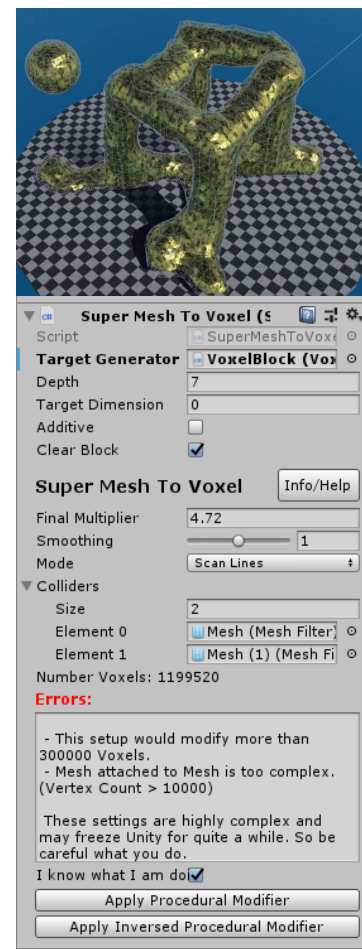 Super Mesh To Voxel (S
Script SuperMeshToVoxe
Target Generator VoxelBlock (Vox
Depth 7
Target Dimension 0
Additive
Clear Block
Super Mesh To Voxel Info/Help
Final Multiplier 4.72
Smoothing 1
Mode Scan Lines
Colliders
Size 2
Element 0 Mesh (Mesh Filter)
Element 1 Mesh (1) (Mesh Fi
Number Voxels: 1199520
Errors:
- This setup would modify more than
300000 Voxels.
- Mesh attached to Mesh is too complex.
(Vertex Count > 10000)
These settings are highly complex and
may freeze Unity for quite a while. So be
careful what you do.
I know what I am do
Apply Procedural Modifier
Apply Inversed Procedural Modifier